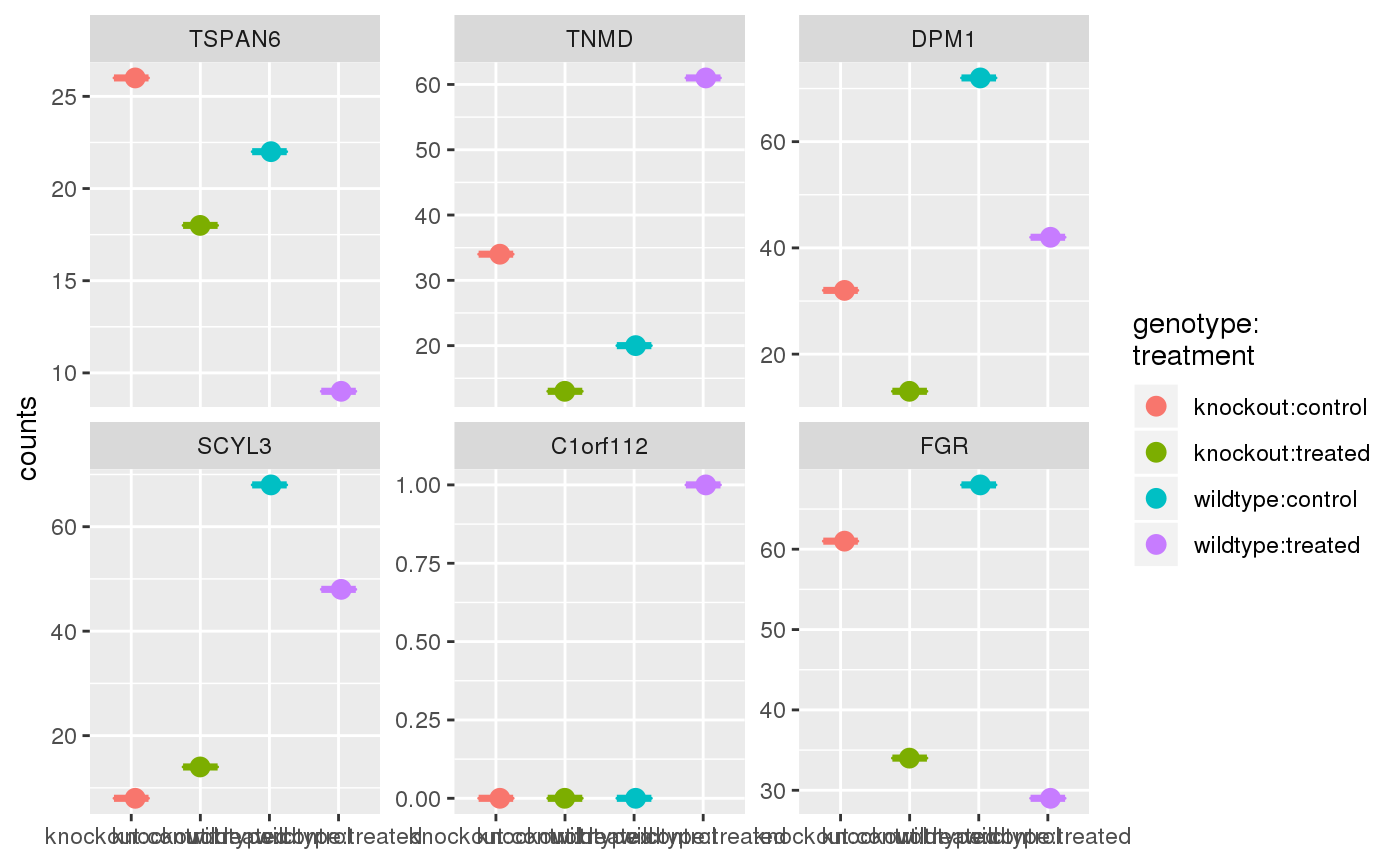 TSPAN6 TNMD DPM1
25
20
15
10
60
50
40
30
20
60
40
20
counts
SCYL3 C1orf112 FGR
60
40
20
1.00
0.75
0.50
0.25
0.00
60
50
40
30
genotype:
treatment
knockout:control
knockout:treated
wildtype:control
wildtype:treated